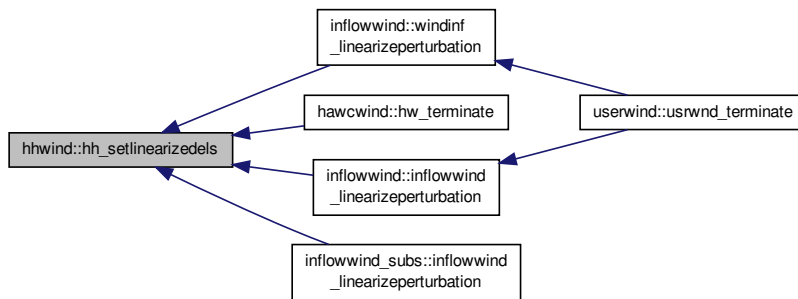 inflowwind::windinf
_linearizeperturbation
hawcwind::hw_terminate
userwind::usrwnd_terminate
hhwind::hh_setlinearizedels
inflowwind::inflowwind
_linearizeperturbation
inflowwind_subs::inflowwind
_linearizeperturbation